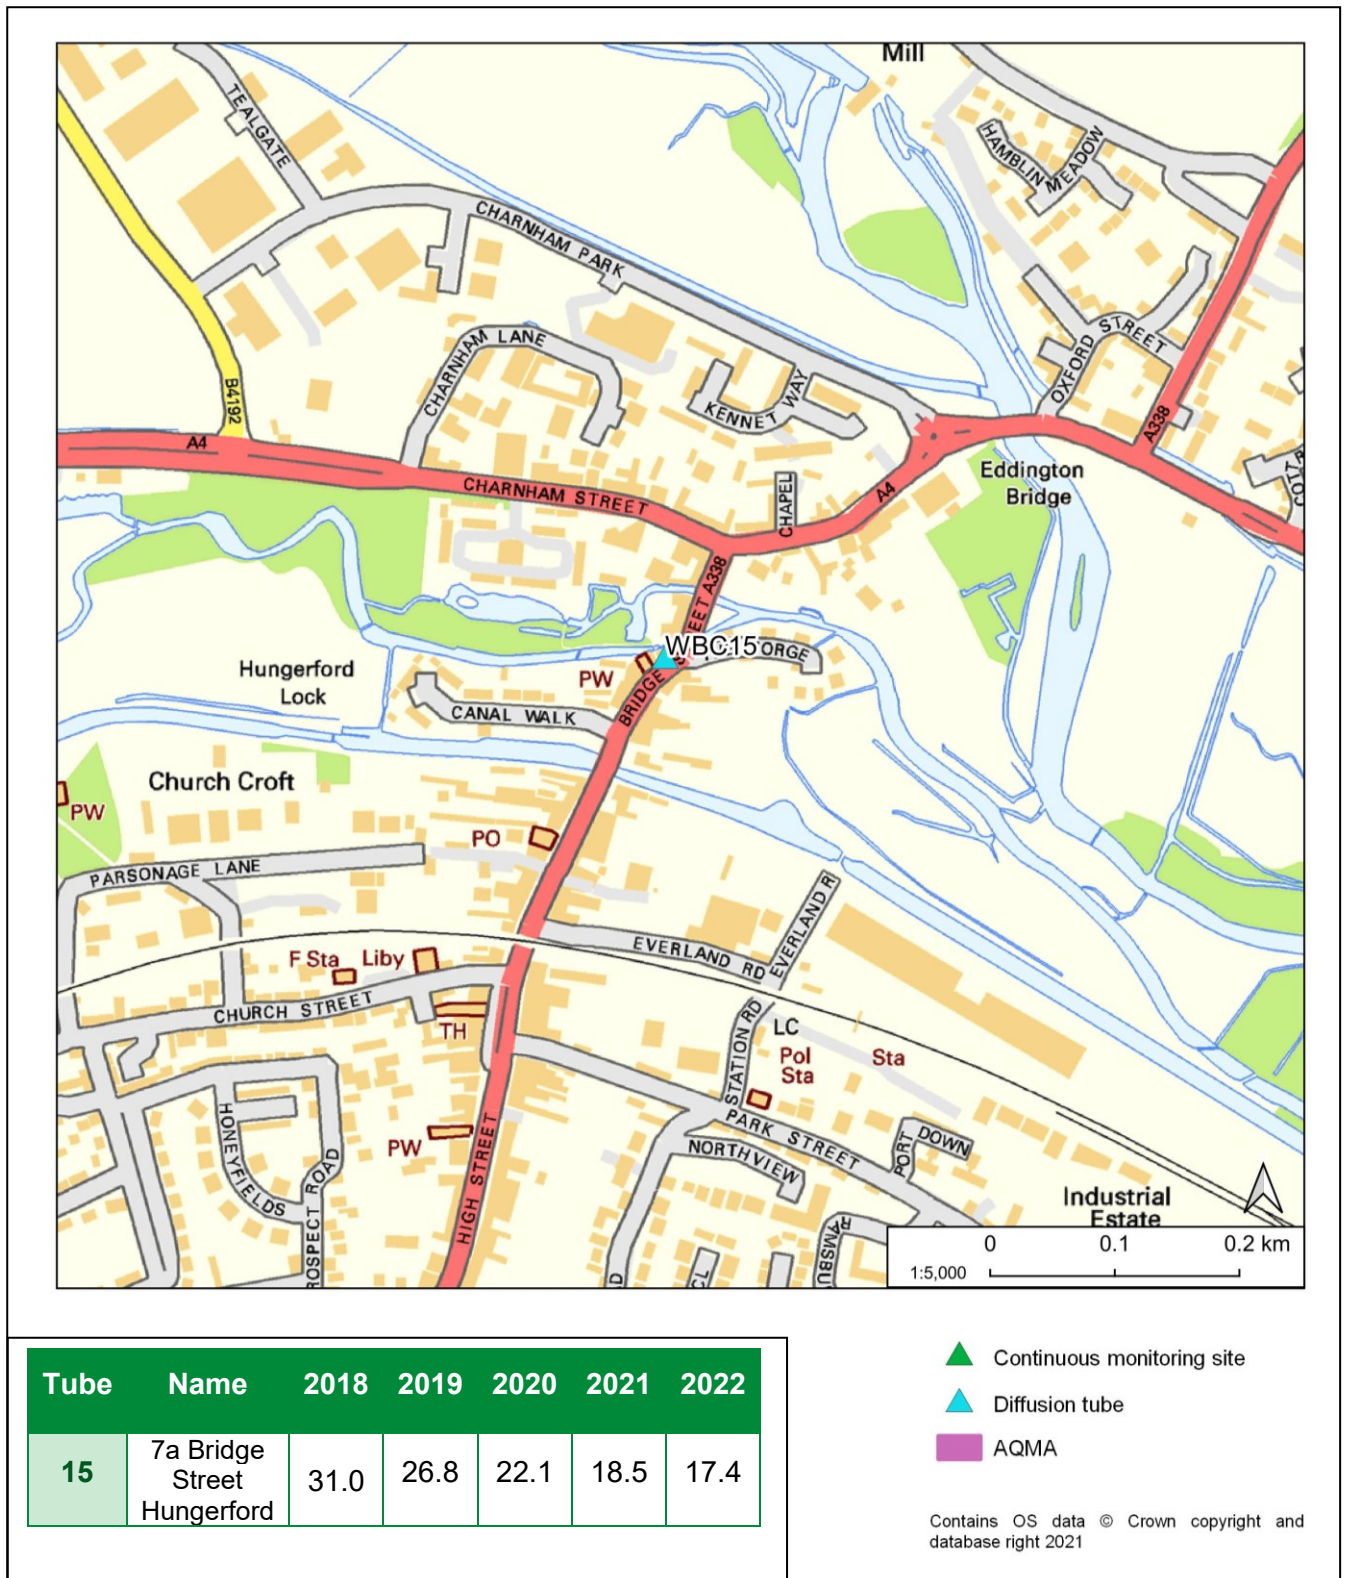 Mill
TEALGATE
HAMBLIN
MEADOW
CHARNHAM PARK
OXFORD STREET
CHARNHAM LANE
KENNET WAY
B4192
A338
A4
CHARNHAM STREET
CHAPEL
A4
Eddington
Bridge
A338
WBC15
ORGE
BRIDGE
PW
Hungerford
Lock
CANAL WALK
Church Croft
PW
PO
PARSONAGE LANE
EVERLAND RD
EVERLAND R
F Sta
Liby
CHURCH STREET
TH
STATION RD
LC
Pol
Sta
Sta
PARK STREET
NORTHVIEW
PORT DOWN
HONEYFIELDS
ROSPECT ROAD
PW
HIGH STREET
RAMSBU
CL
D
Industrial
Estate
0 0.1 0.2 km
1:5,000
Tube Name 2018 2019 2020 2021 2022
15 7a Bridge Street Hungerford 31.0 26.8 22.1 18.5 17.4
Continuous monitoring site
Diffusion tube
AQMA
Contains OS data © Crown copyright and
database right 2021